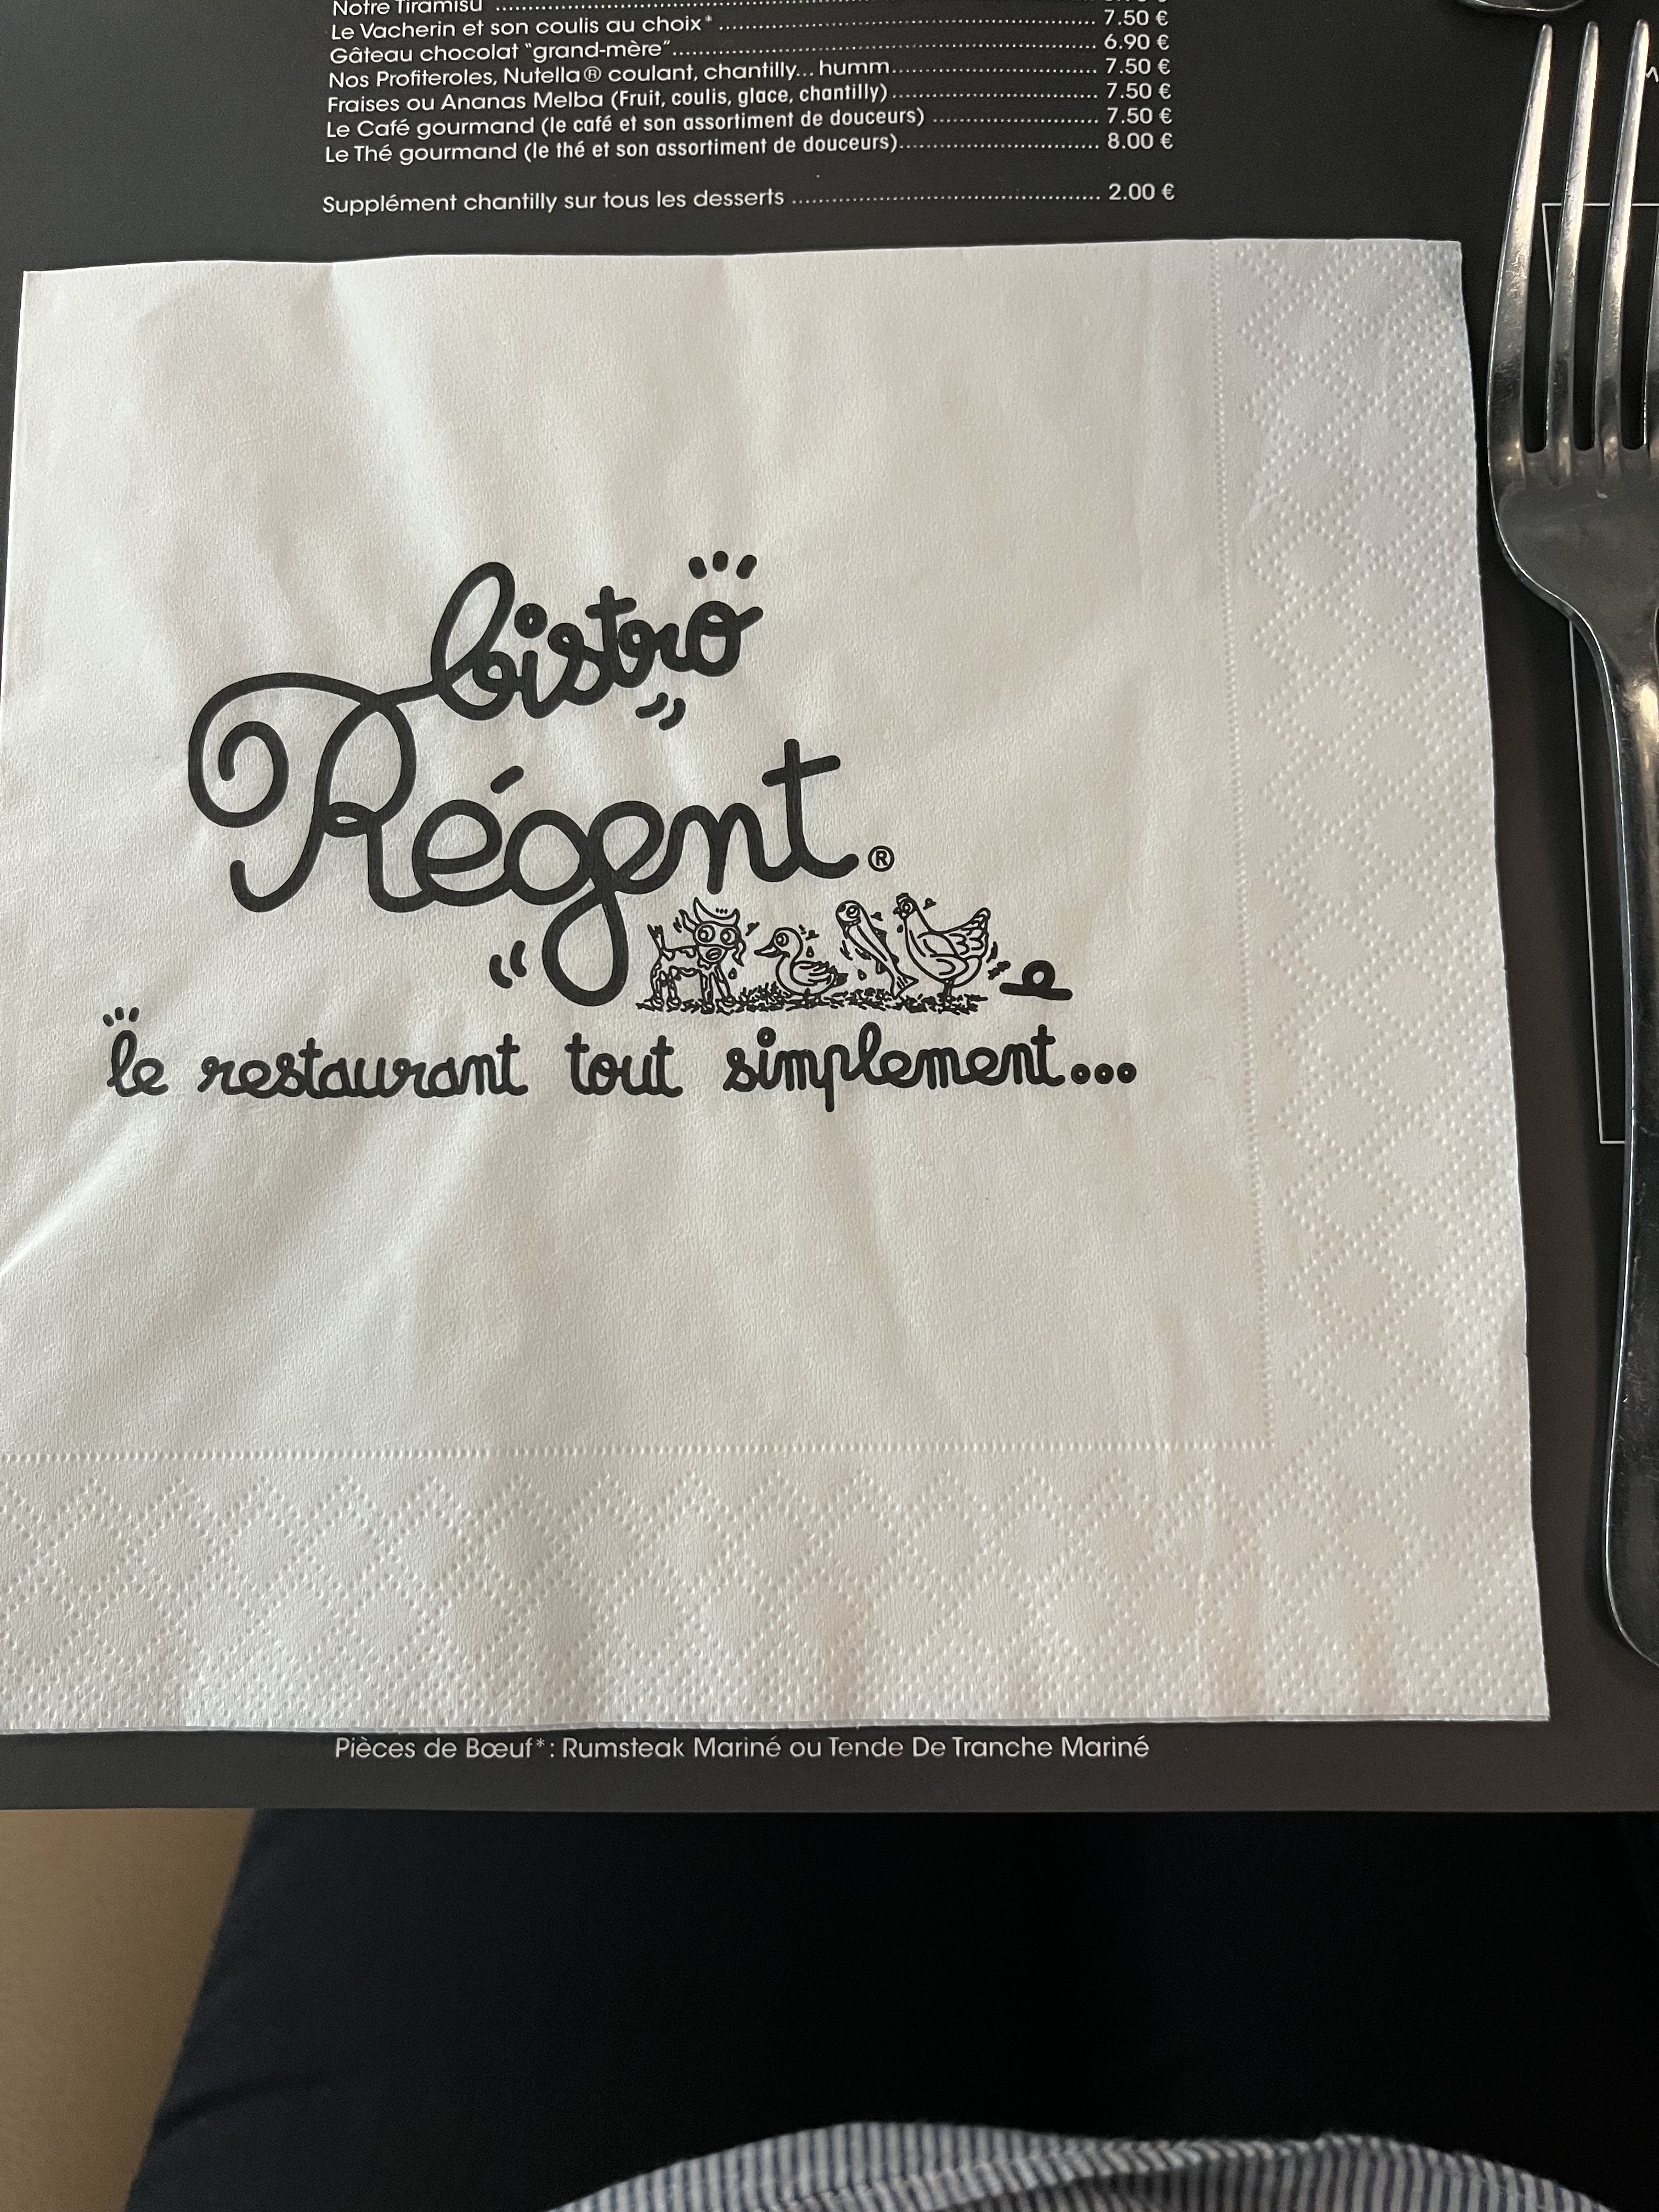 Notre Tiramisu ..........
Le Vacherin et son coulis au choix* .......... 7.50 €
Gâteau chocolat "grand-mère" .......... 6.90 €
Nos Profiteroles, Nutella® coulant, chantilly... humm .......... 7.50 €
Fraises ou Ananas Melba (Fruit, coulis, glace, chantilly) .......... 7.50 €
Le Café gourmand (le café et son assortiment de douceurs) .......... 7.50 €
Le Thé gourmand (le thé et son assortiment de douceurs) .......... 8.00 €
Supplément chantilly sur tous les desserts .......... 2.00 €
bistro
Régent®
le restaurant tout simplement...
Pièces de Bœuf*: Rumsteak Mariné ou Tende De Tranche Mariné